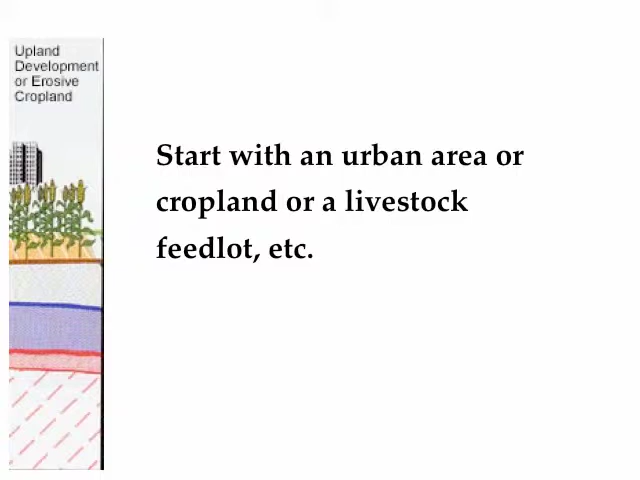 Upland
Development
or Erosive
Cropland
Start with an urban area or
cropland or a livestock
feedlot, etc.